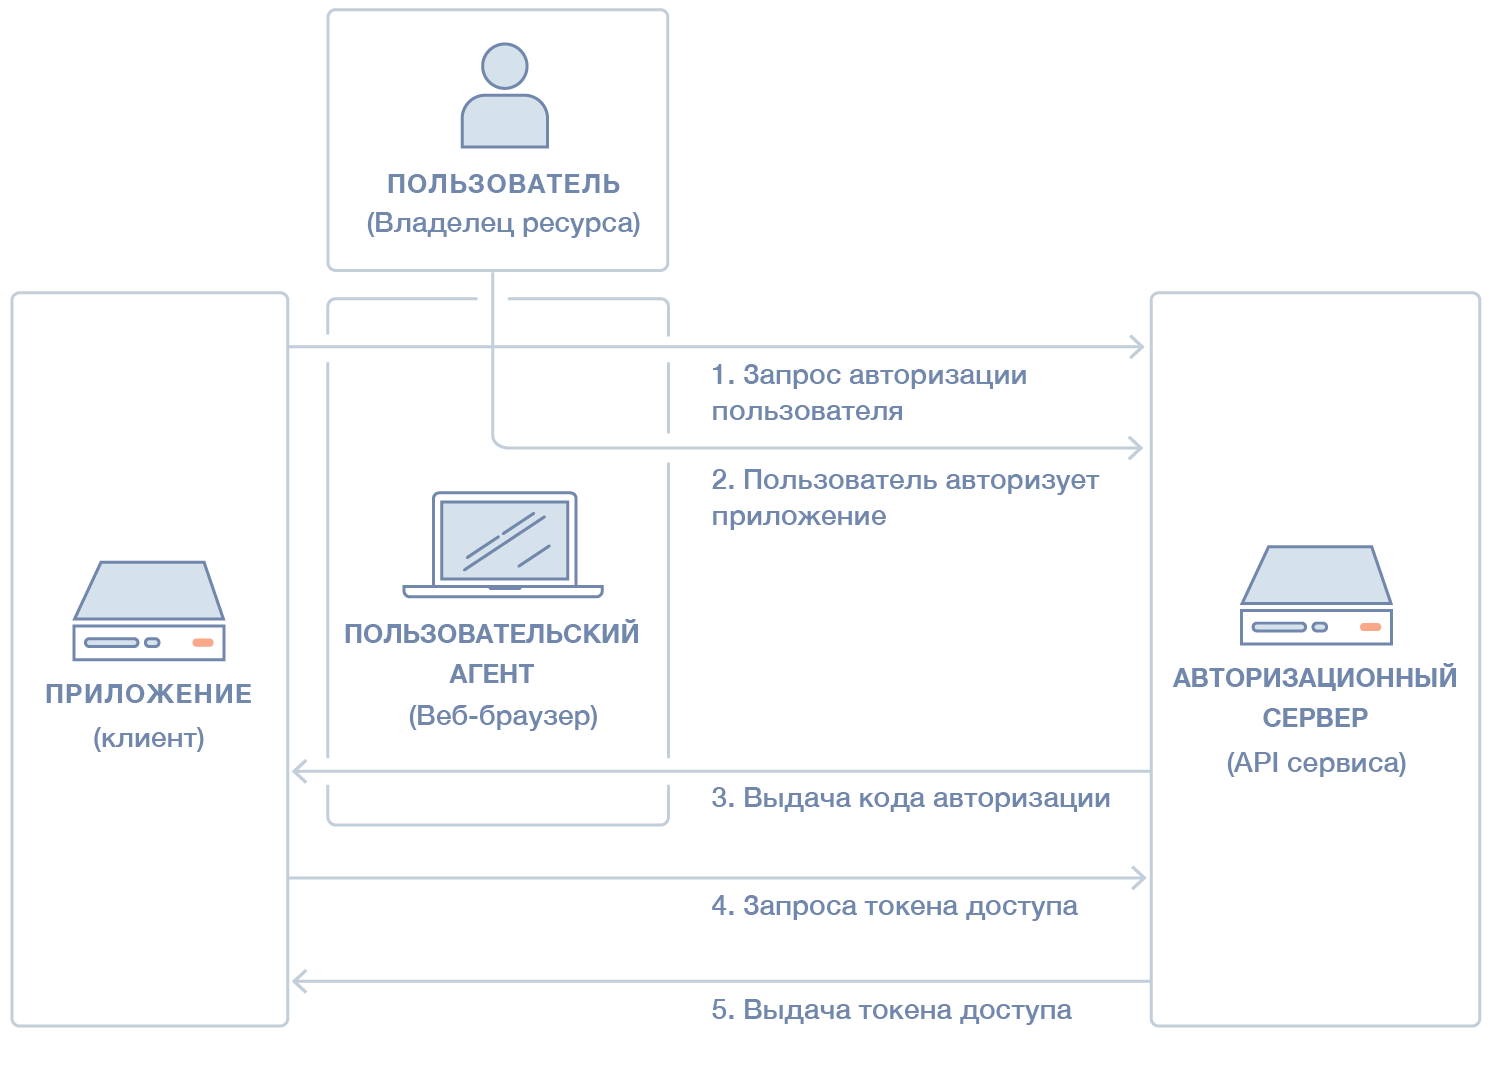 ПОЛЬЗОВАТЕЛЬ
(Владелец ресурса)
1. Запрос авторизации
пользователя
2. Пользователь авторизует
приложение
ПОЛЬЗОВАТЕЛЬСКИЙ
АГЕНТ
(Веб-браузер)
ПРИЛОЖЕНИЕ
(клиент)
АВТОРИЗАЦИОННЫЙ
СЕРВЕР
(API сервиса)
3. Выдача кода авторизации
4. Запроса токена доступа
5. Выдача токена доступа